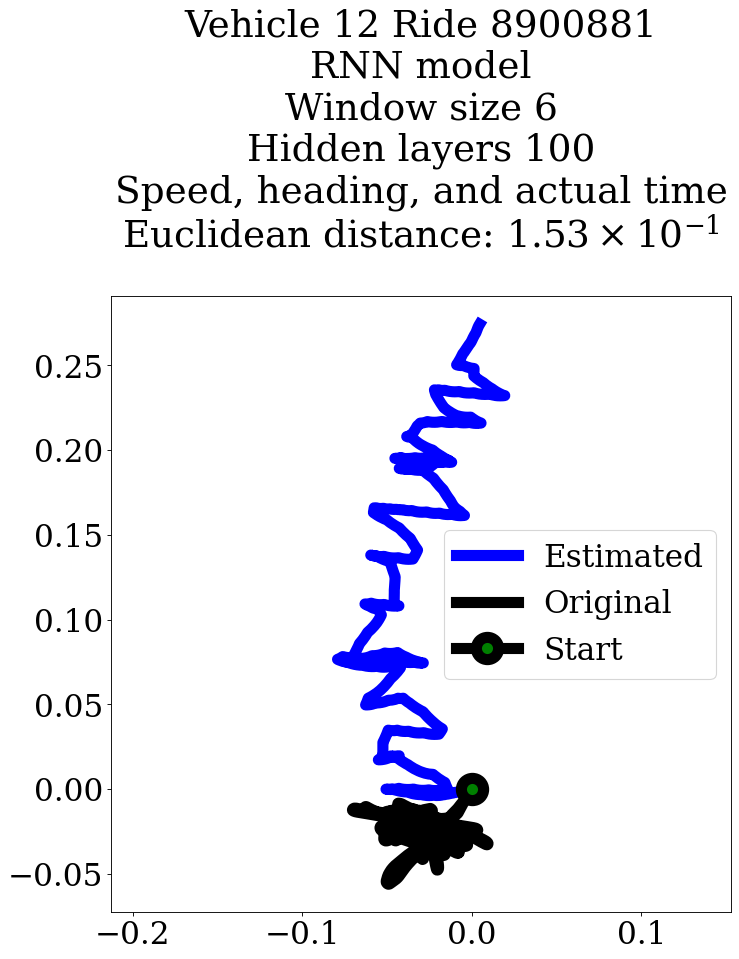 Vehicle 12 Ride 8900881
RNN model
Window size 6
Hidden layers 100
Speed, heading, and actual time
Euclidean distance: 1.53 × 10⁻¹
0.25
0.20
0.15
Estimated
Original
0.10
Start
0.05
0.00
−0.05
−0.2 −0.1 0.0 0.1